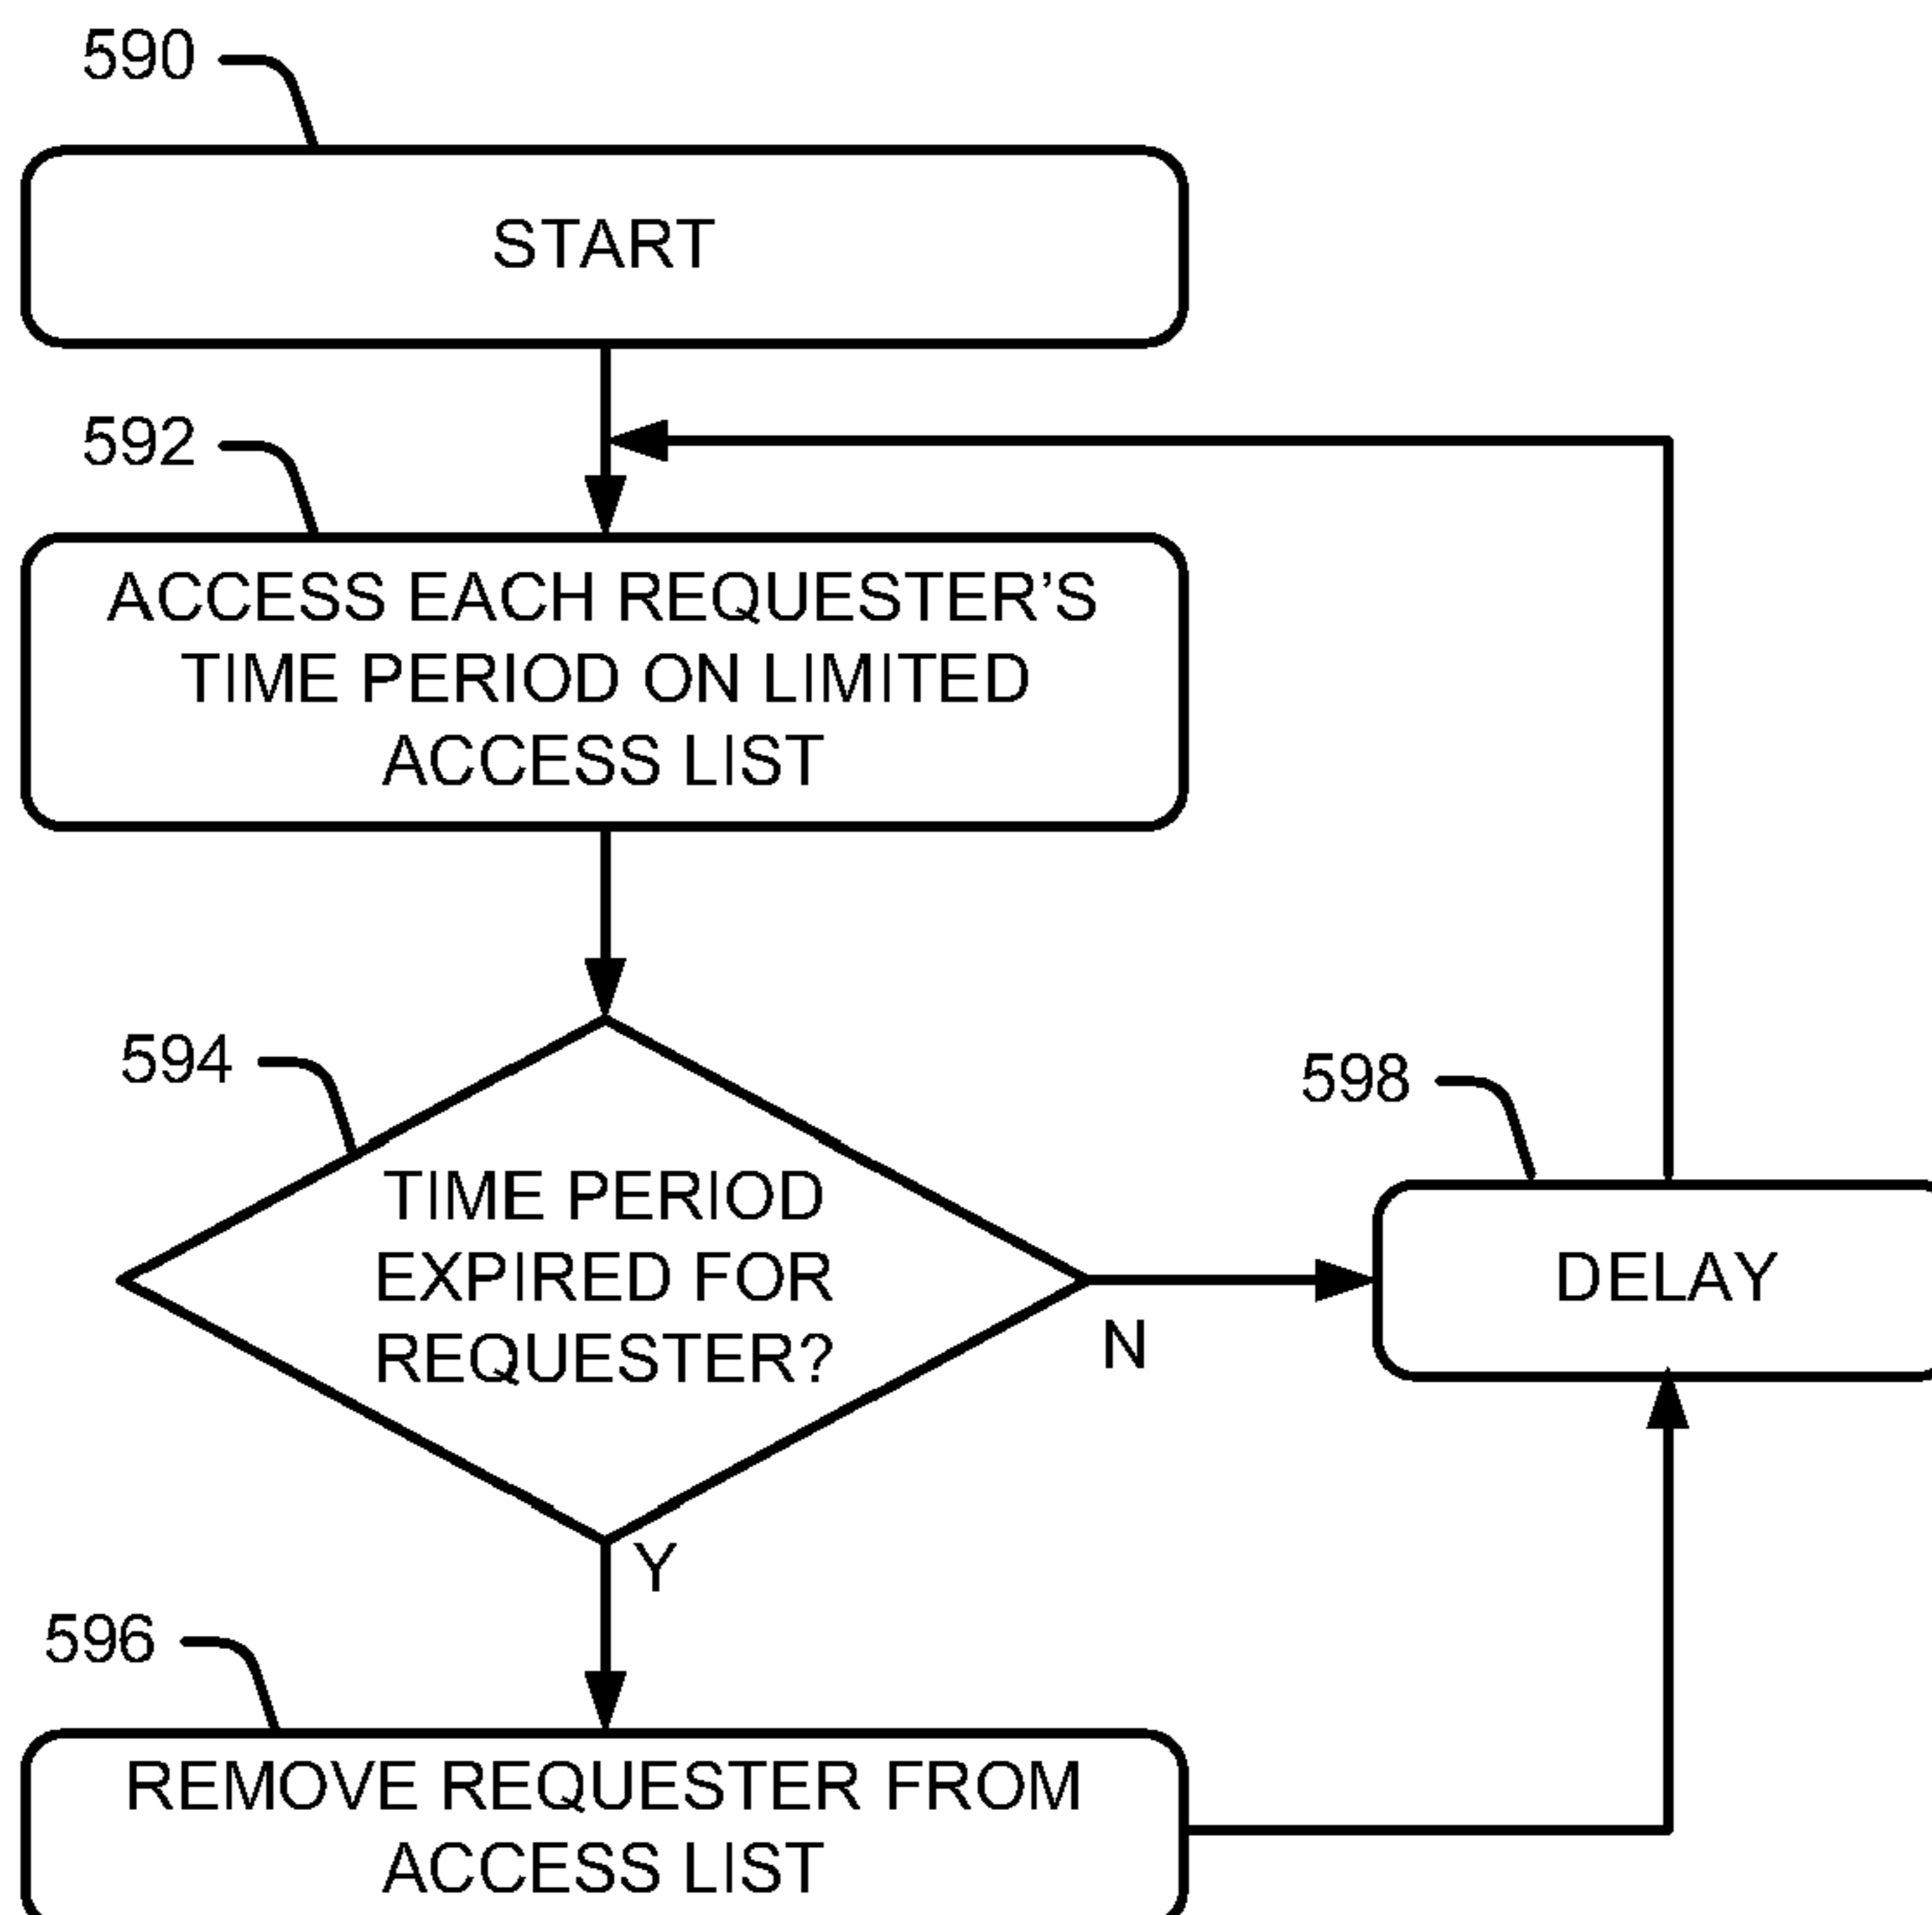 590
START
592
ACCESS EACH REQUESTER’S
TIME PERIOD ON LIMITED
ACCESS LIST
594
TIME PERIOD
EXPIRED FOR
REQUESTER?
N
Y
598
DELAY
596
REMOVE REQUESTER FROM
ACCESS LIST